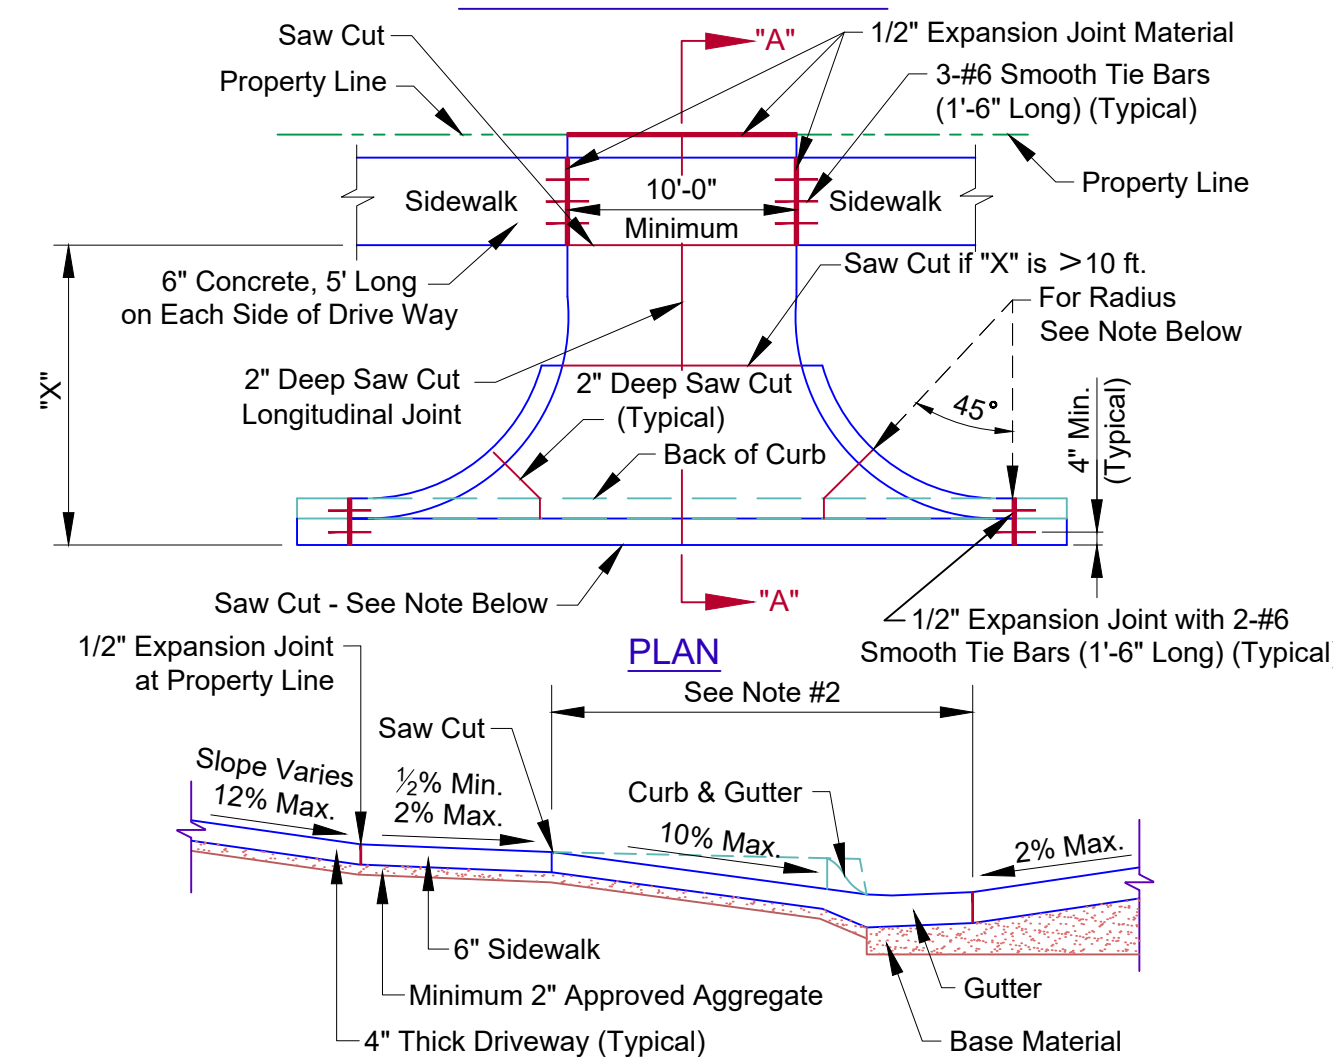 Saw Cut
"A"
1/2" Expansion Joint Material
Property Line
3-#6 Smooth Tie Bars
(1'-6" Long) (Typical)
Property Line
Sidewalk
10'-0"
Minimum
Sidewalk
6" Concrete, 5' Long
on Each Side of Drive Way
Saw Cut if "X" is >10 ft.
For Radius
See Note Below
"X"
2" Deep Saw Cut
Longitudinal Joint
2" Deep Saw Cut
(Typical)
45°
4" Min.
(Typical)
Back of Curb
Saw Cut - See Note Below
"A"
1/2" Expansion Joint with 2-#6
Smooth Tie Bars (1'-6" Long) (Typical)
PLAN
1/2" Expansion Joint
at Property Line
See Note #2
Saw Cut
Slope Varies
12% Max.
½% Min.
2% Max.
Curb & Gutter
10% Max.
2% Max.
6" Sidewalk
Minimum 2" Approved Aggregate
4" Thick Driveway (Typical)
Gutter
Base Material